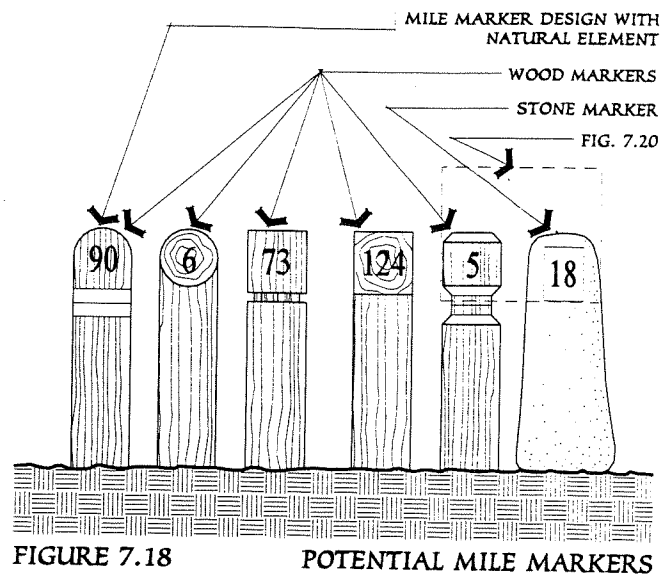 MILE MARKER DESIGN WITH
NATURAL ELEMENT
WOOD MARKERS
STONE MARKER
FIG. 7.20
90 6 73 124 5 18
FIGURE 7.18 POTENTIAL MILE MARKERS